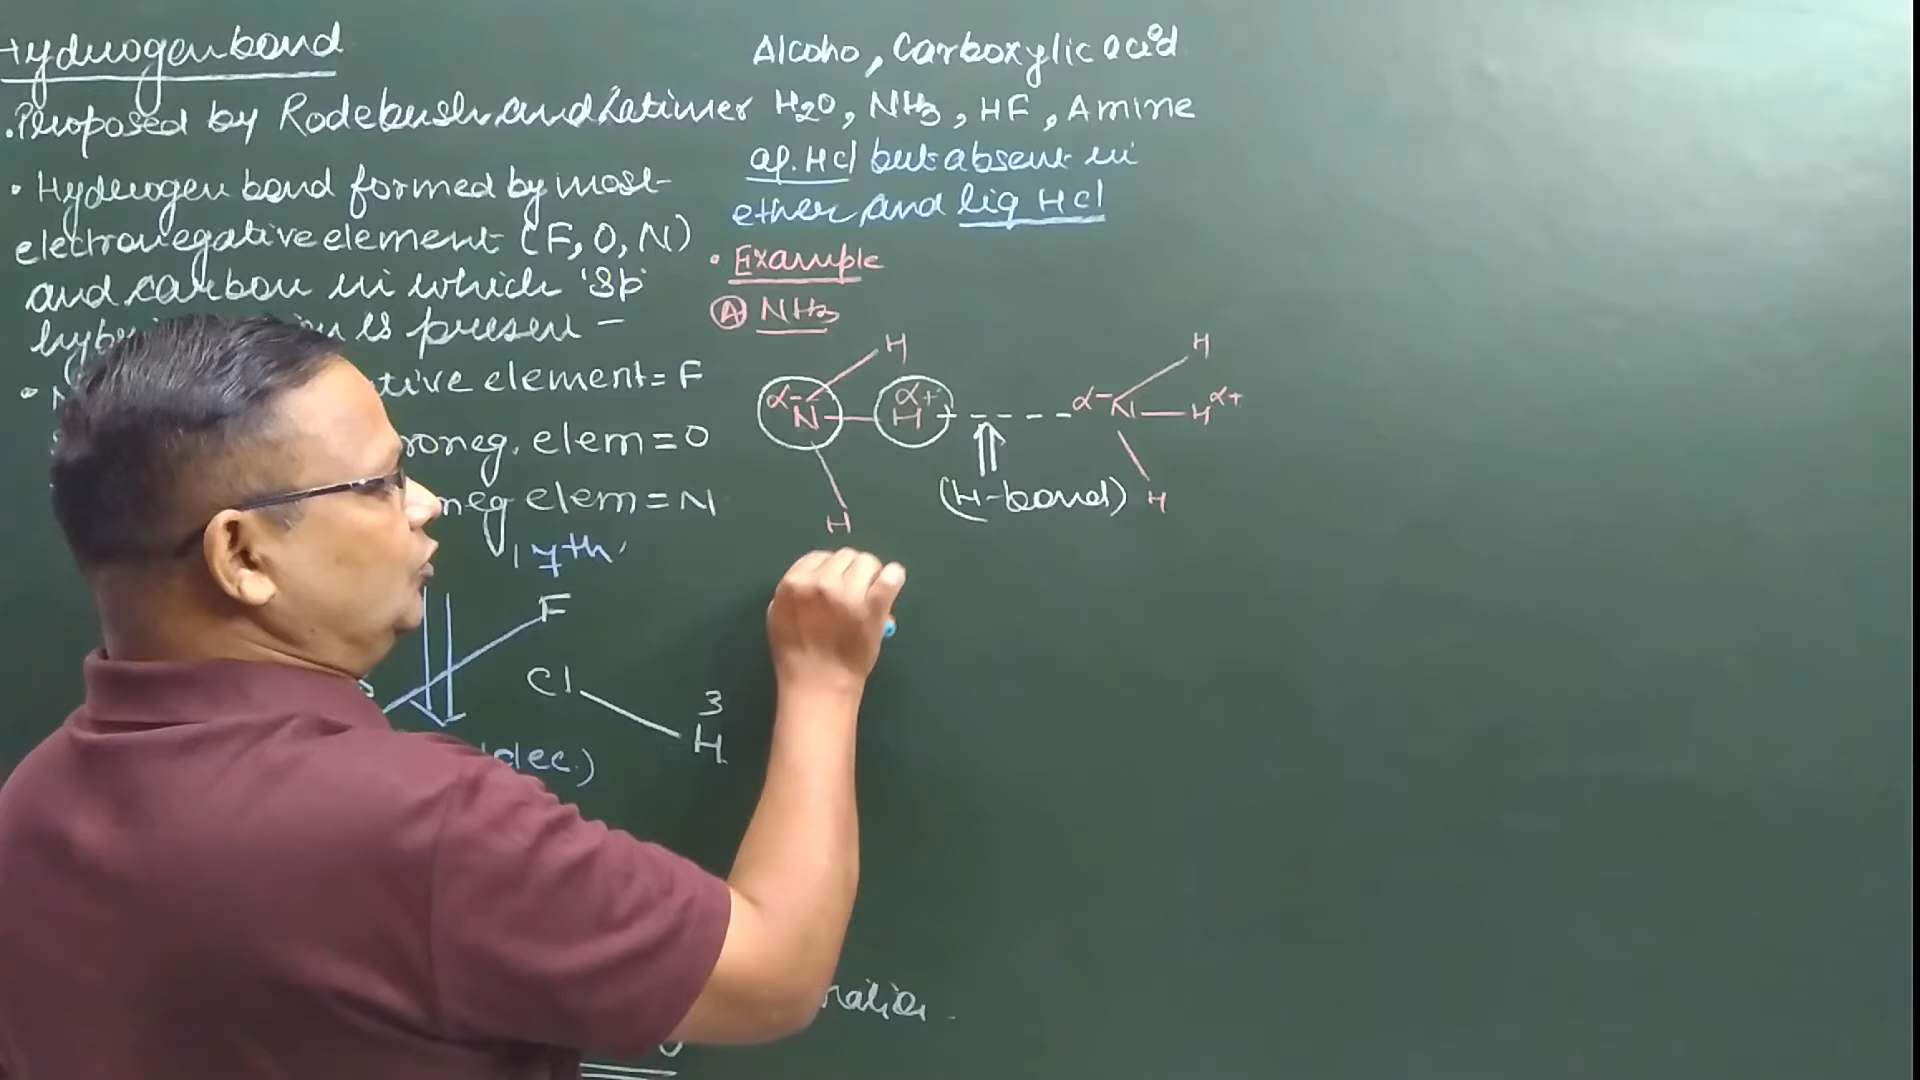 Hydrogen bond
. Proposed by Rodebush and Latimer
• Hydrogen bond formed by most
electronegative element (F, O, N)
and carbon in which 'Sp'
is present -
• tive element = F
roneg. elem = O
neg elem = N
17th
F
Cl
3
H
dec.)
Alcoho, Carboxylic acid
H2O, NH3, HF, Amine
aq. HCl but absent in
ether and liq HCl
• Example
(A) NH3
H H
α- N H α+ - - - - α- N H α+
(H-bond) H
H